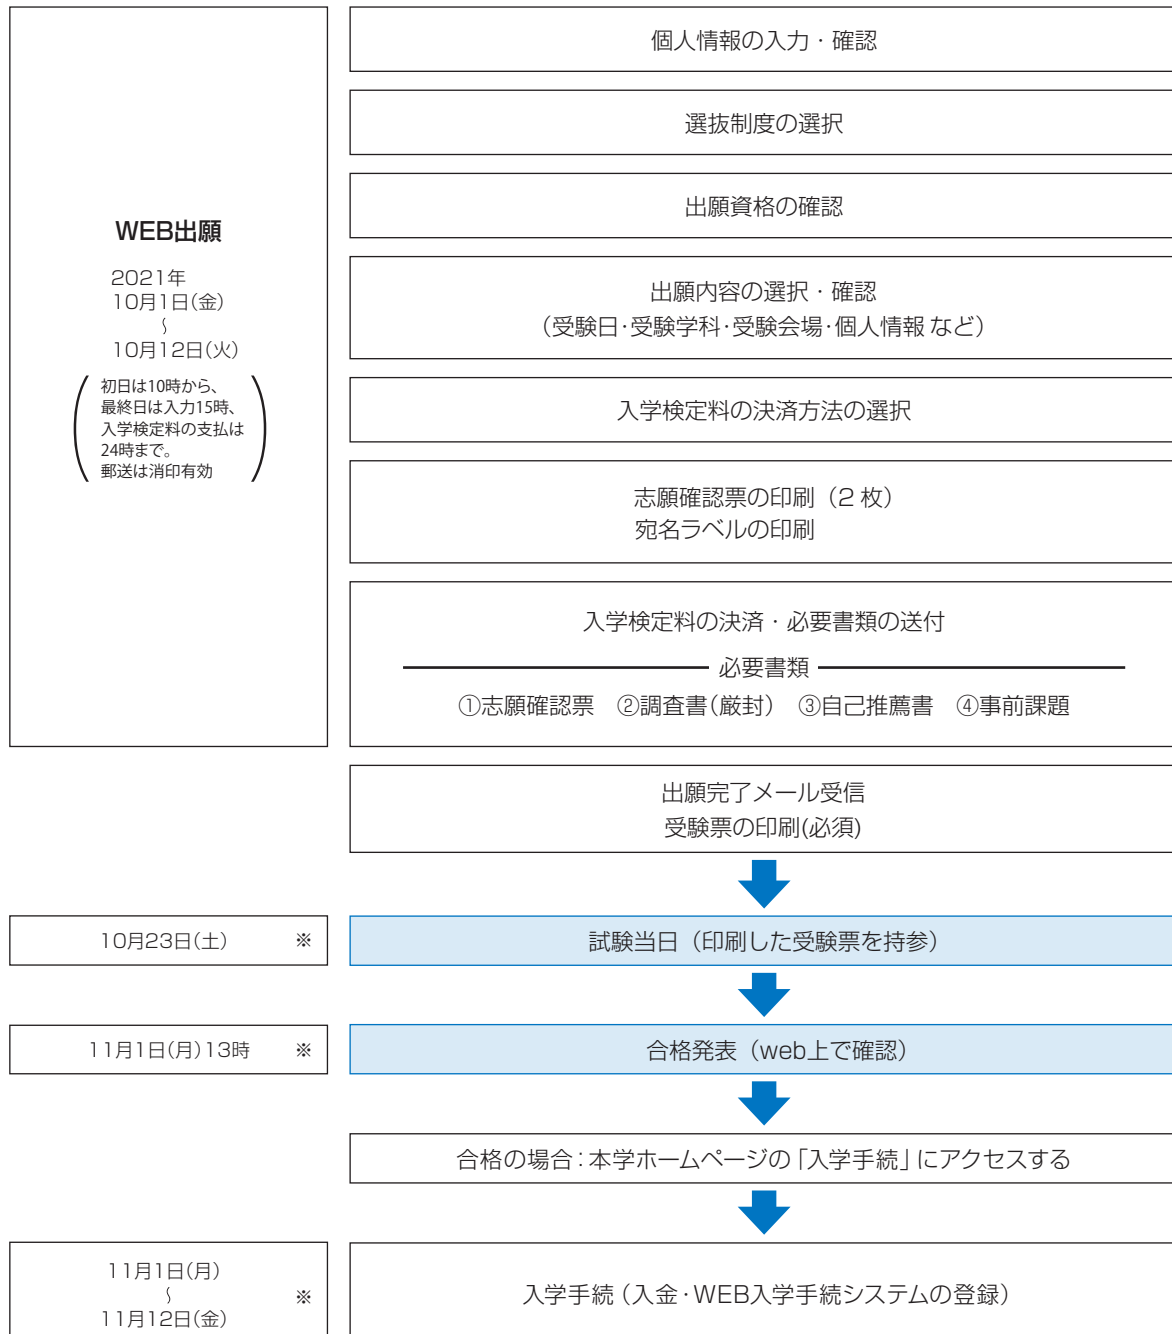 WEB出願
2021年
10月1日(金)
〜
10月12日(火)
初日は10時から、
最終日は入力15時、
入学検定料の支払は
24時まで。
郵送は消印有効
個人情報の入力・確認
選抜制度の選択
出願資格の確認
出願内容の選択・確認
(受験日・受験学科・受験会場・個人情報 など)
入学検定料の決済方法の選択
志願確認票の印刷(2 枚)
宛名ラベルの印刷
入学検定料の決済・必要書類の送付
必要書類
①志願確認票 ②調査書(厳封) ③自己推薦書 ④事前課題
出願完了メール受信
受験票の印刷(必須)
10月23日(土) ※
試験当日(印刷した受験票を持参)
11月1日(月)13時 ※
合格発表(web上で確認)
合格の場合：本学ホームページの「入学手続」にアクセスする
11月1日(月)
〜 ※
11月12日(金)
入学手続(入金・WEB入学手続システムの登録)